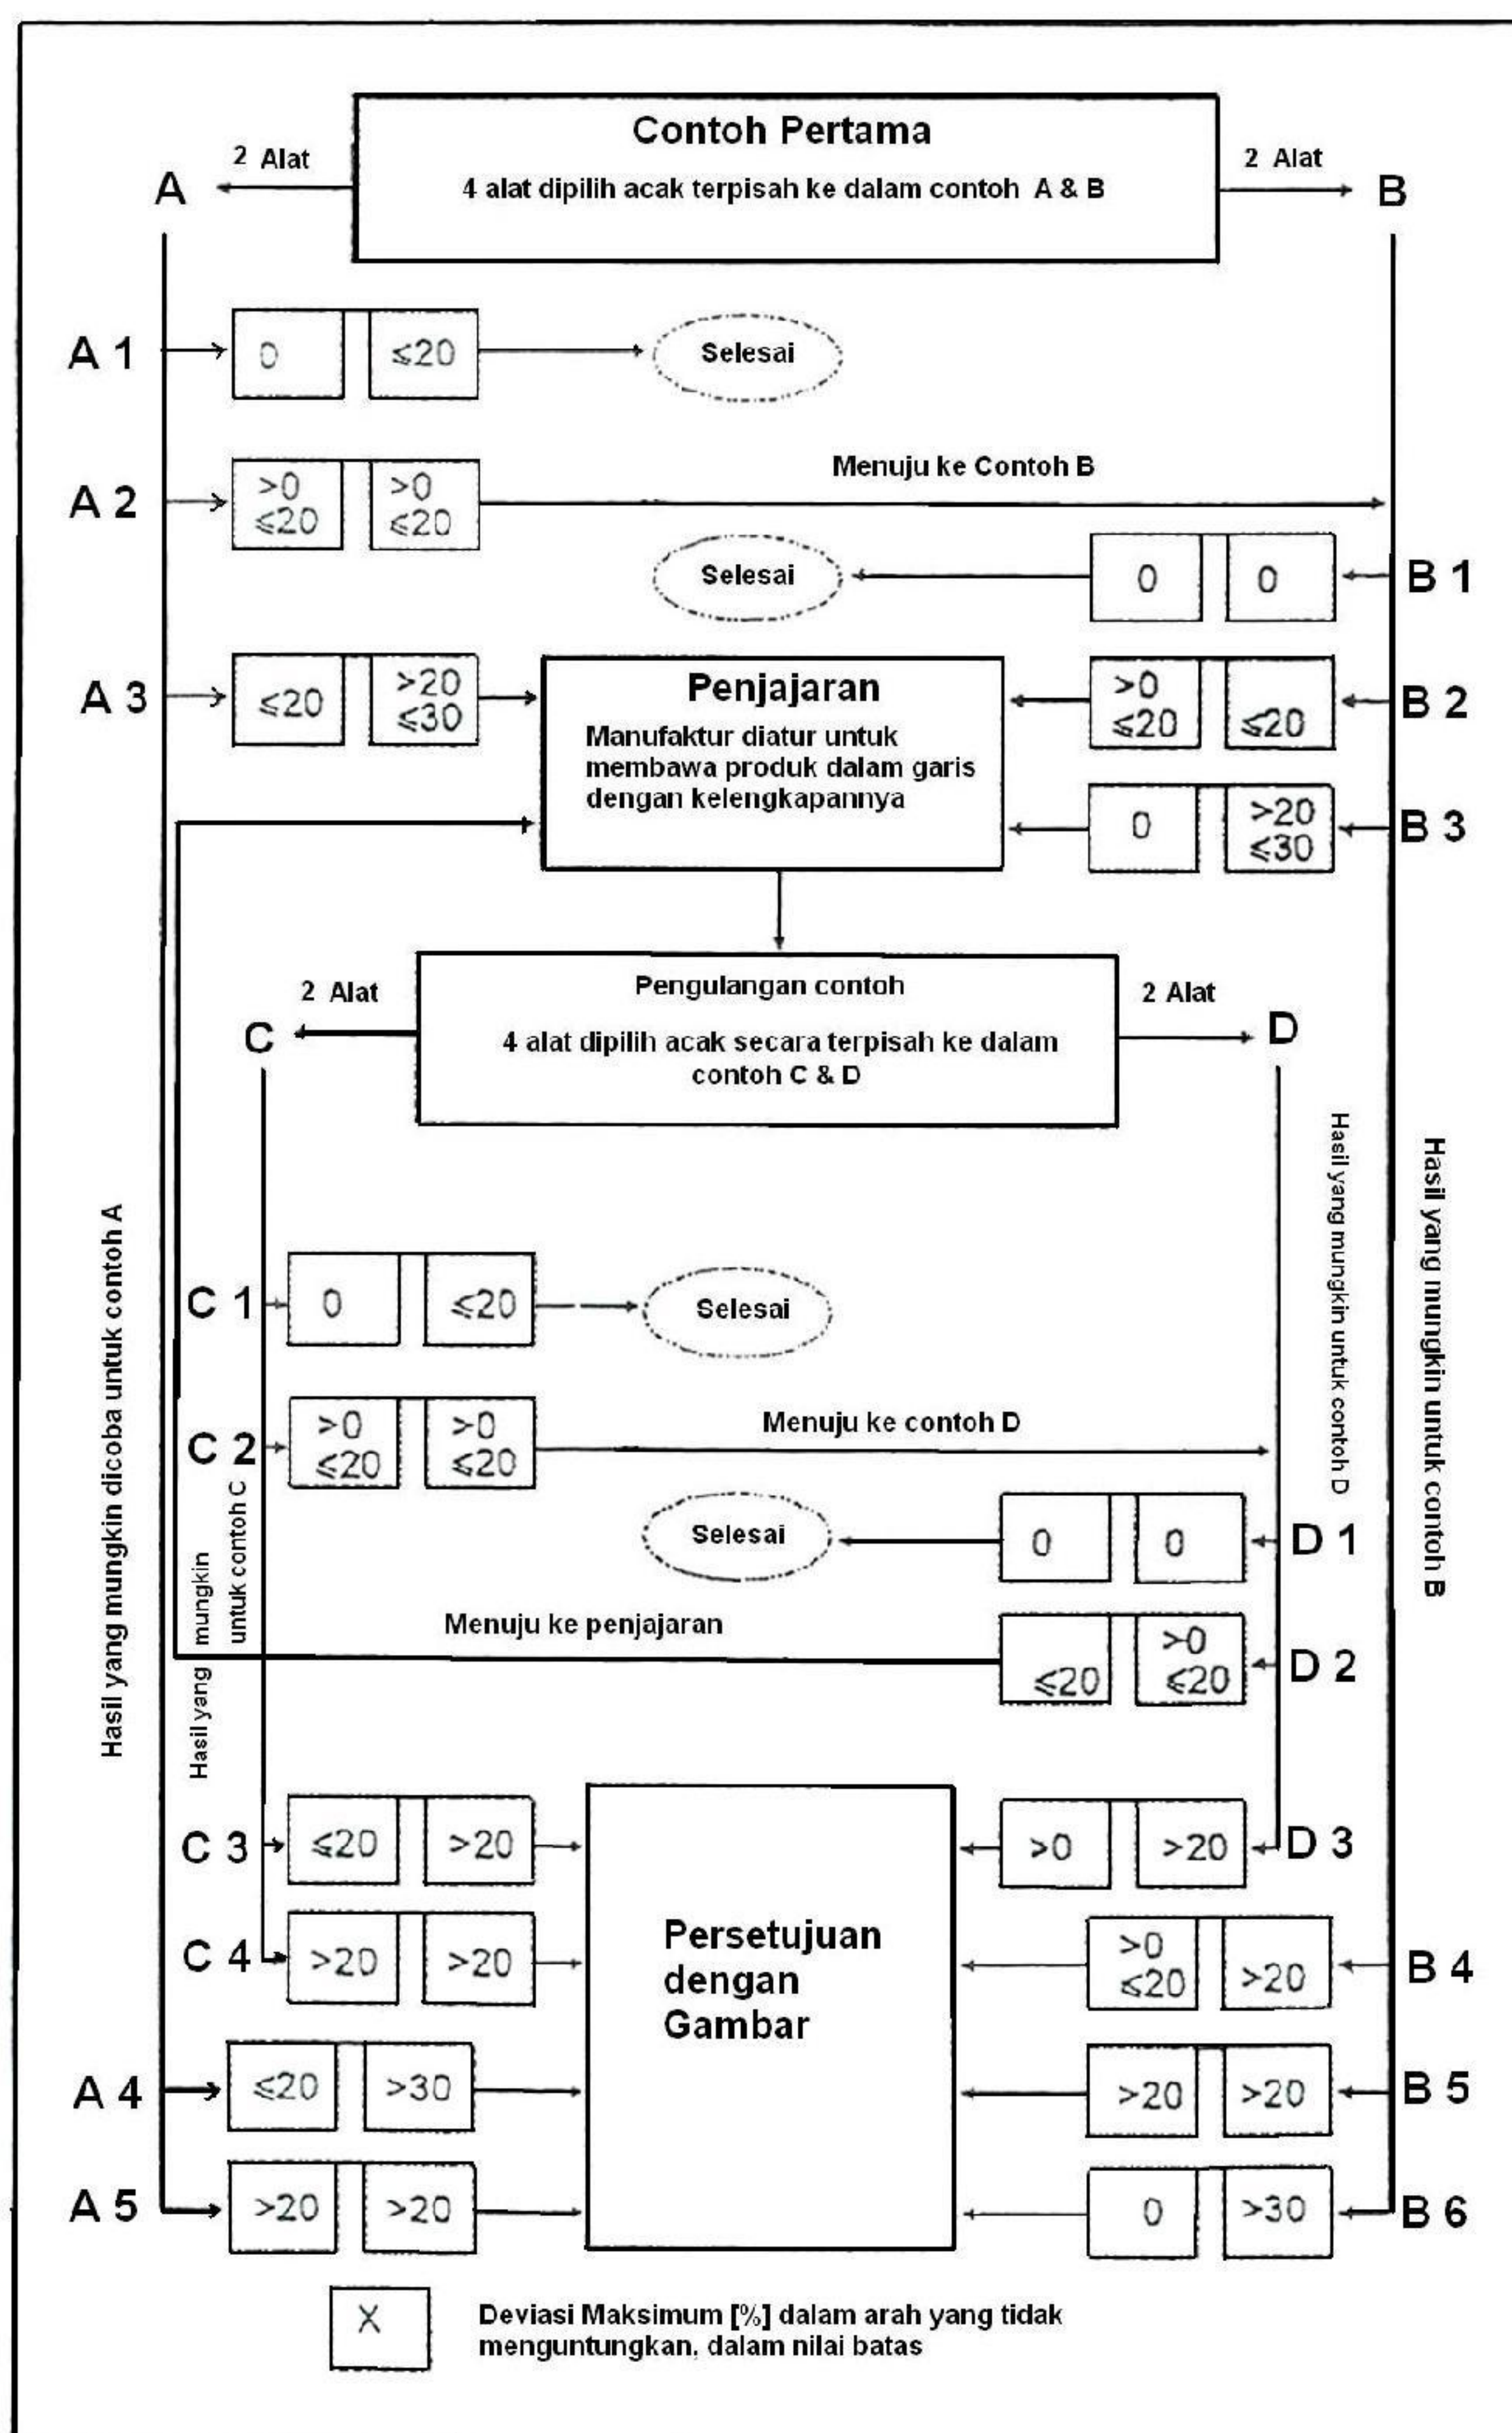 Contoh Pertama
2 Alat
2 Alat
A
4 alat dipilih acak terpisah ke dalam contoh A & B
B
A 1
0
≤20
Selesai
A 2
>0
≤20
>0
≤20
Menuju ke Contoh B
Selesai
0
0
B 1
A 3
≤20
>20
≤30
Penjajaran
Manufaktur diatur untuk
membawa produk dalam garis
dengan kelengkapannya
>0
≤20
≤20
B 2
0
>20
≤30
B 3
2 Alat
Pengulangan contoh
2 Alat
C
4 alat dipilih acak secara terpisah ke dalam
contoh C & D
D
Hasil yang mungkin dicoba untuk contoh A
Hasil yang mungkin
untuk contoh C
Hasil yang mungkin untuk contoh D
Hasil yang mungkin untuk contoh B
C 1
0
≤20
Selesai
C 2
>0
≤20
>0
≤20
Menuju ke contoh D
Selesai
0
0
D 1
Menuju ke penjajaran
≤20
>0
≤20
D 2
C 3
≤20
>20
>0
>20
D 3
C 4
>20
>20
Persetujuan
dengan
Gambar
>0
≤20
>20
B 4
A 4
≤20
>30
>20
>20
B 5
A 5
>20
>20
0
>30
B 6
X
Deviasi Maksimum [%] dalam arah yang tidak
menguntungkan, dalam nilai batas